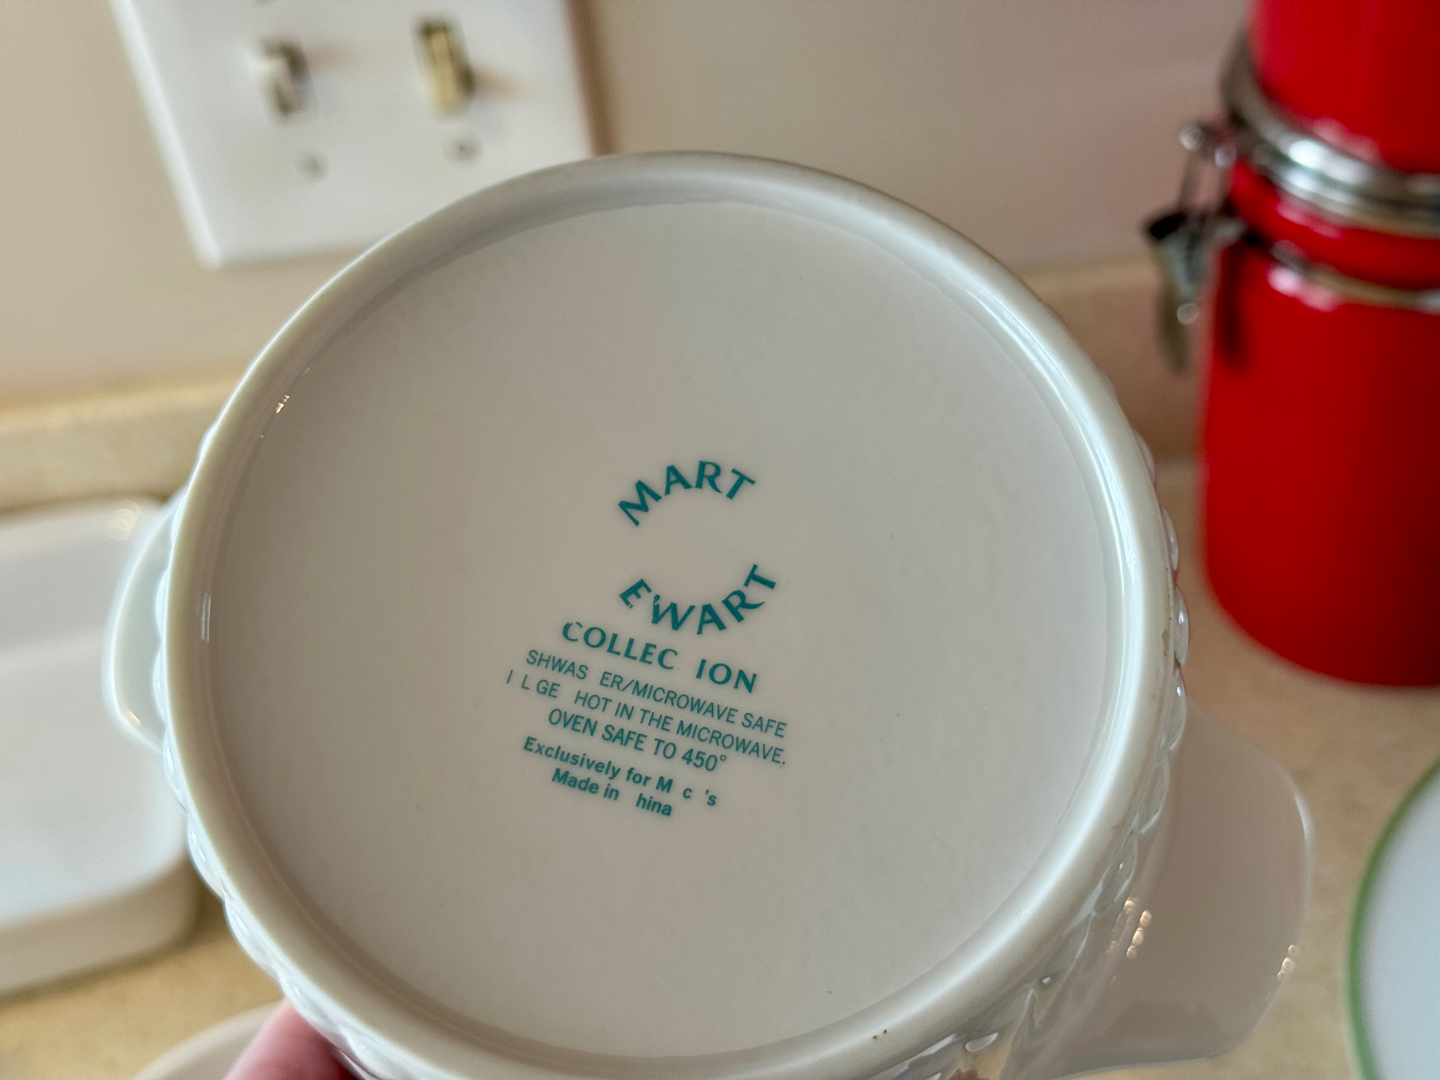 MART
EWART
COLLEC ION
SHWAS ER/MICROWAVE SAFE
I L GE HOT IN THE MICROWAVE.
OVEN SAFE TO 450°
Exclusively for M c 's
Made in hina